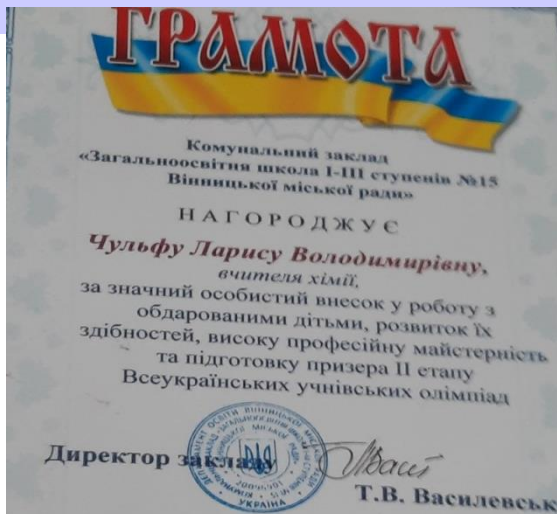 ГРАМОТА
Комунальний заклад
«Загальноосвітня школа І-ІІІ ступенів №15
Вінницької міської ради»
НАГОРОДЖУЄ
Чульфу Ларису Володимирівну,
вчителя хімії,
за значний особистий внесок у роботу з
обдарованими дітьми, розвиток їх
здібностей, високу професійну майстерність
та підготовку призера ІІ етапу
Всеукраїнських учнівських олімпіад
Директор закладу
Т.В. Василевськ
УКРАЇНА